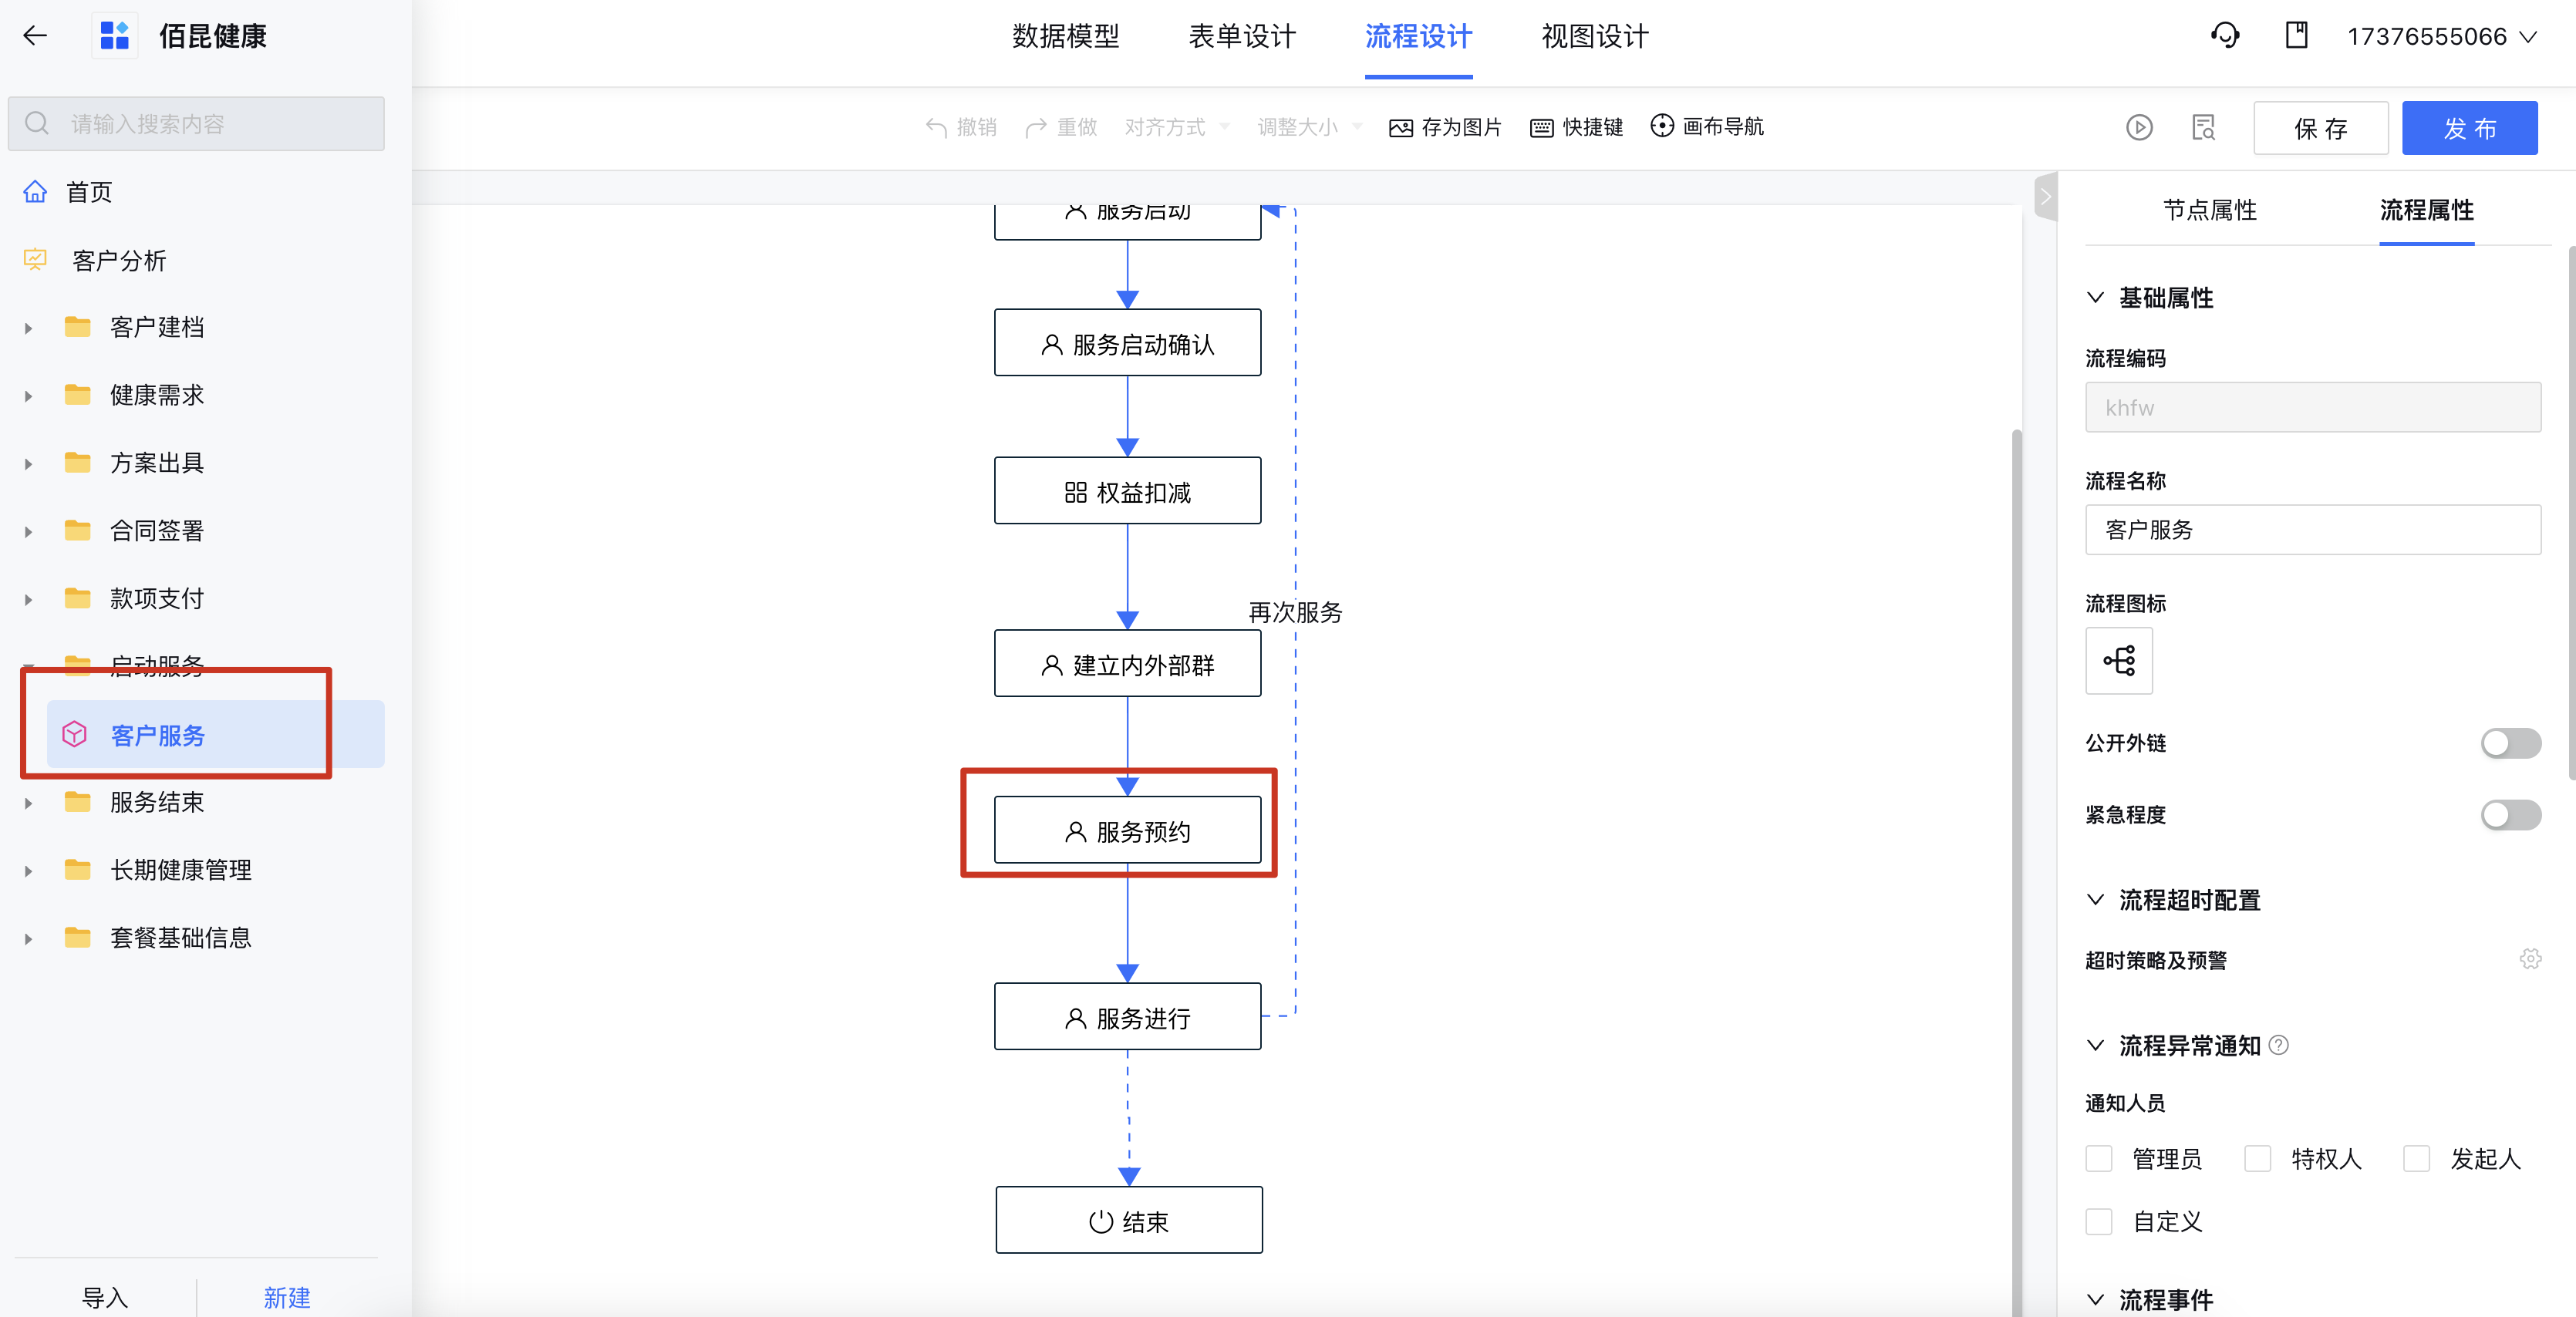 佰昆健康
数据模型 表单设计 流程设计 视图设计
17376555066
请输入搜索内容
撤销 重做 对齐方式 调整大小 存为图片 快捷键 画布导航
保 存 发 布
首页
客户分析
客户建档
健康需求
方案出具
合同签署
款项支付
启动服务
客户服务
服务结束
长期健康管理
套餐基础信息
导入 新建
服务启动
服务启动确认
权益扣减
再次服务
建立内外部群
服务预约
服务进行
结束
节点属性 流程属性
基础属性
流程编码
khfw
流程名称
客户服务
流程图标
公开外链
紧急程度
流程超时配置
超时策略及预警
流程异常通知
通知人员
管理员 特权人 发起人
自定义
流程事件